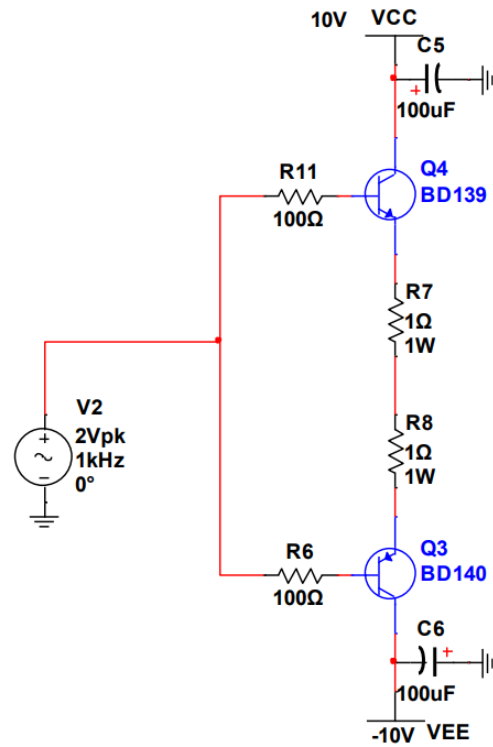 10V VCC
C5
+
100uF
Q4
BD139
R11
100Ω
R7
1Ω
1W
V2
2Vpk
1kHz
0°
+
R8
1Ω
1W
R6
100Ω
Q3
BD140
C6
+
100uF
-10V VEE